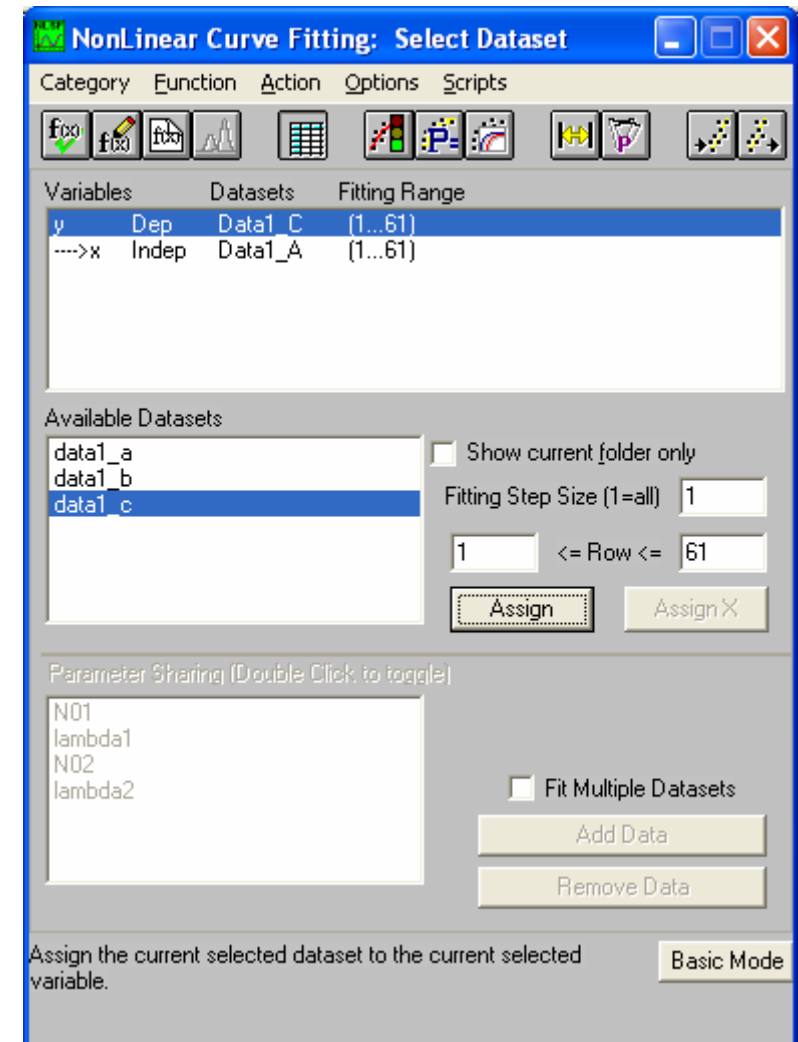 NonLinear Curve Fitting: Select Dataset
Category Function Action Options Scripts
f(x) f(x) f(x) P= P
Variables Datasets Fitting Range
y Dep Data1_C (1...61)
---->x Indep Data1_A (1...61)
Available Datasets
data1_a
data1_b
data1_c
Show current folder only
Fitting Step Size (1=all) 1
1 <= Row <= 61
Assign Assign X
Parameter Sharing (Double Click to toggle)
N01
lambda1
N02
lambda2
Fit Multiple Datasets
Add Data
Remove Data
Assign the current selected dataset to the current selected
variable.
Basic Mode